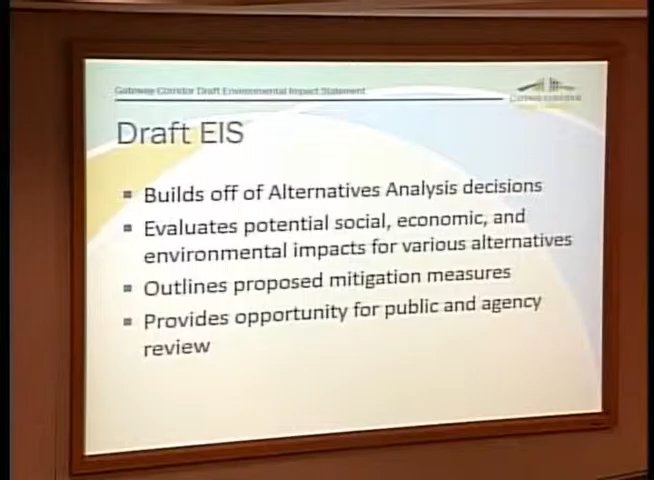 Gateway Corridor Draft Environmental Impact Statement
Draft EIS
Builds off of Alternatives Analysis decisions
Evaluates potential social, economic, and
environmental impacts for various alternatives
Outlines proposed mitigation measures
Provides opportunity for public and agency
review